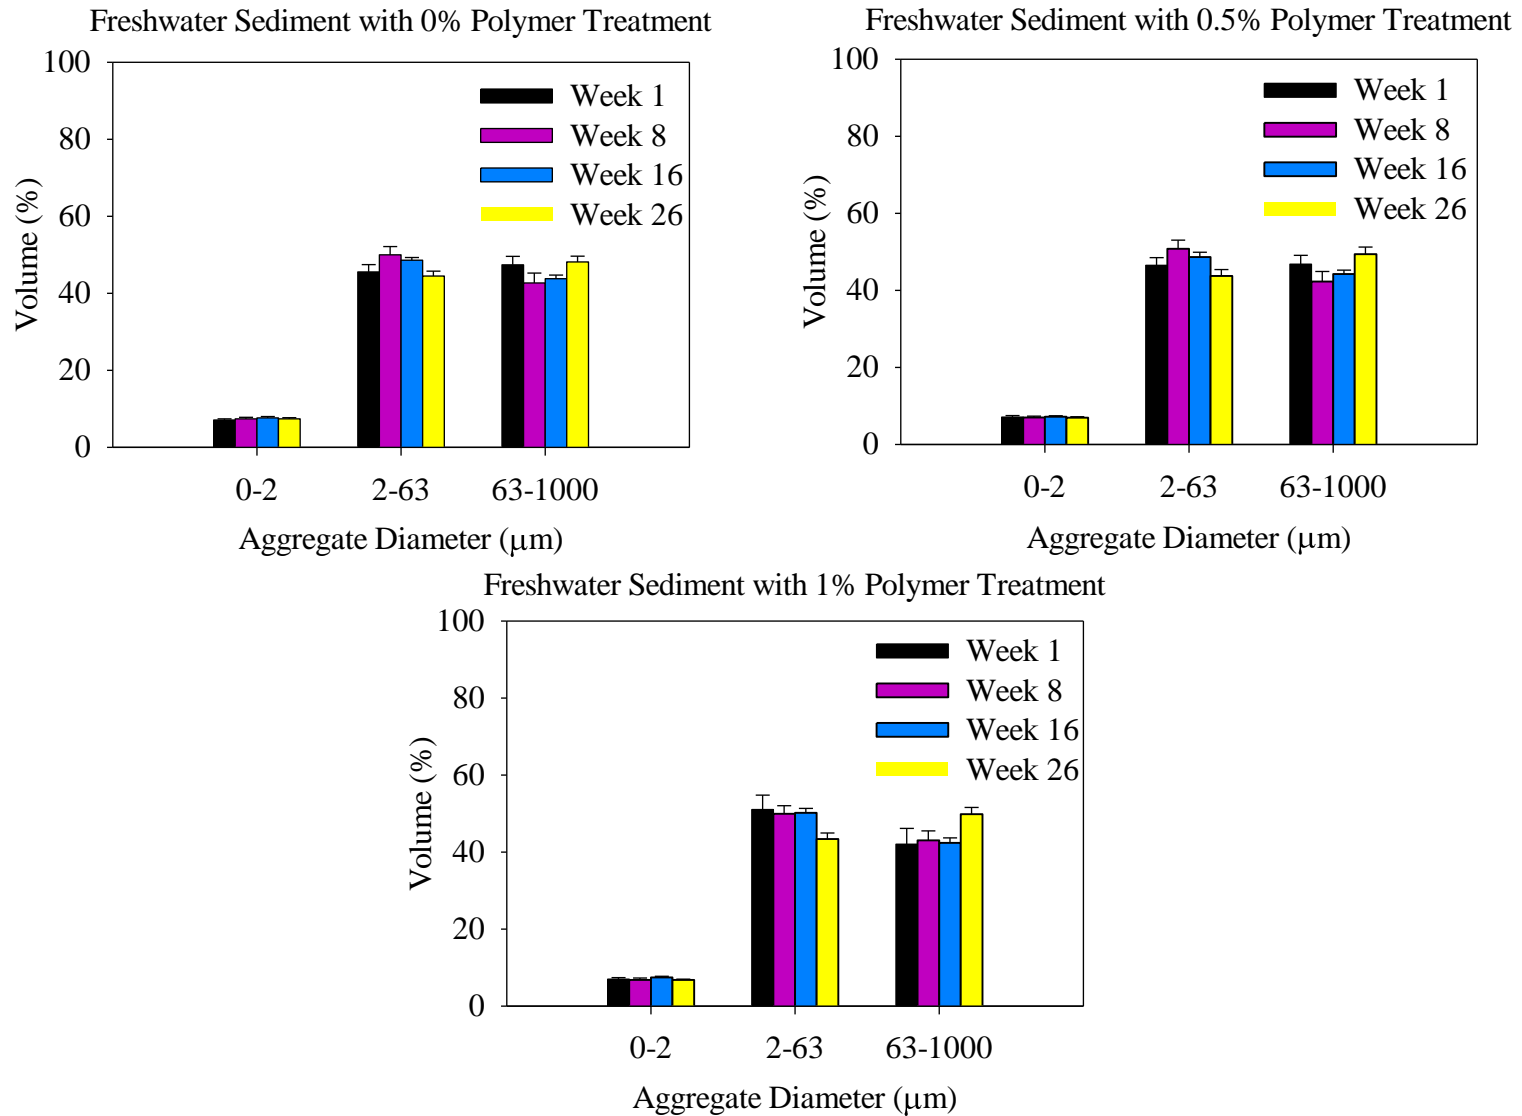 Freshwater Sediment with 0% Polymer Treatment
100
80
60
40
20
0
Volume (%)
Week 1
Week 8
Week 16
Week 26
0-2 2-63 63-1000
Aggregate Diameter (μm)
Freshwater Sediment with 0.5% Polymer Treatment
100
80
60
40
20
0
Volume (%)
Week 1
Week 8
Week 16
Week 26
0-2 2-63 63-1000
Aggregate Diameter (μm)
Freshwater Sediment with 1% Polymer Treatment
100
80
60
40
20
0
Volume (%)
Week 1
Week 8
Week 16
Week 26
0-2 2-63 63-1000
Aggregate Diameter (μm)